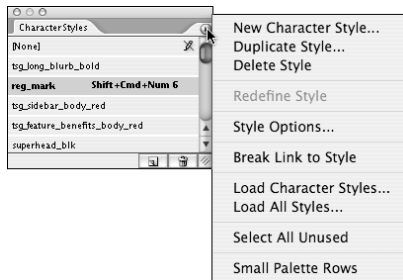 Character Styles
[None]
tsg_long_blurb_bold
reg_mark Shift+Cmd+Num 6
tsg_sidebar_body_red
tsg_feature_benefits_body_red
superhead_blk
New Character Style...
Duplicate Style...
Delete Style
Redefine Style
Style Options...
Break Link to Style
Load Character Styles...
Load All Styles...
Select All Unused
Small Palette Rows